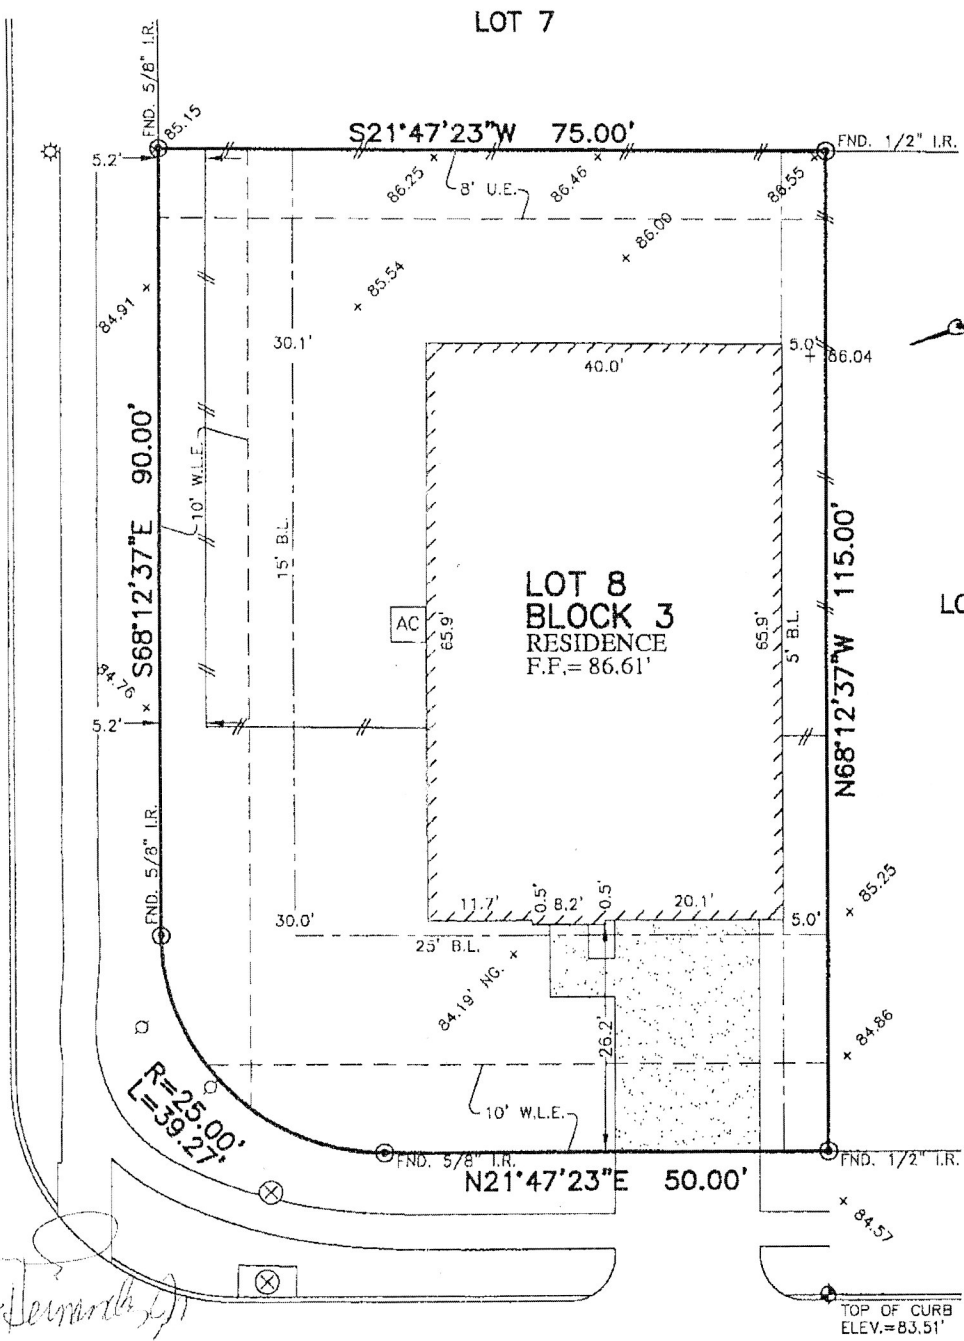 LOT 7
FND. 5/8" I.R.
85.15
S21°47'23"W 75.00'
FND. 1/2" I.R.
5.2'
86.25
8' U.E.
86.46
86.55
86.00
85.54
84.91
30.1'
40.0'
5.0'
86.04
S68°12'37"E 90.00'
10' W.L.E.
15' B.L.
AC
65.9'
LOT 8
BLOCK 3
RESIDENCE
F.F.= 86.61'
65.9'
5' B.L.
N68°12'37"W 115.00'
LO
84.76
5.2'
FND. 5/8" I.R.
30.0'
11.7'
0.5'
8.2'
0.5'
20.1'
5.0'
85.25
25' B.L.
84.19' NG.
26.2'
84.86
R=25.00'
L=39.27'
10' W.L.E.
FND. 5/8" I.R.
FND. 1/2" I.R.
N21°47'23"E 50.00'
84.57
TOP OF CURB
ELEV.=83.51'